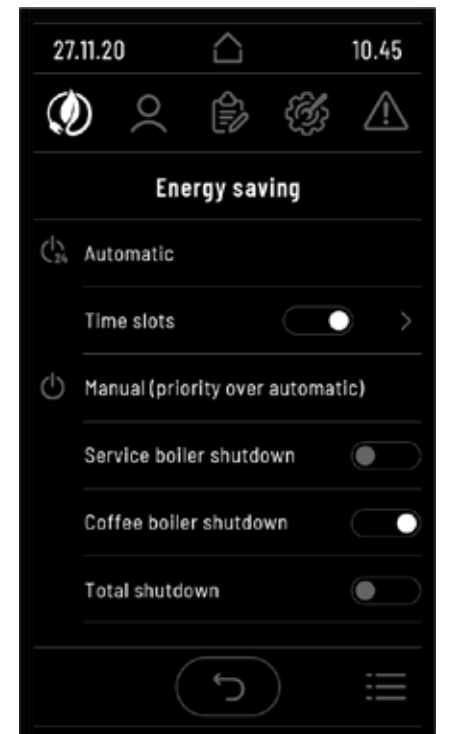 27.11.20
10.45
Energy saving
24
Automatic
Time slots
Manual (priority over automatic)
Service boiler shutdown
Coffee boiler shutdown
Total shutdown